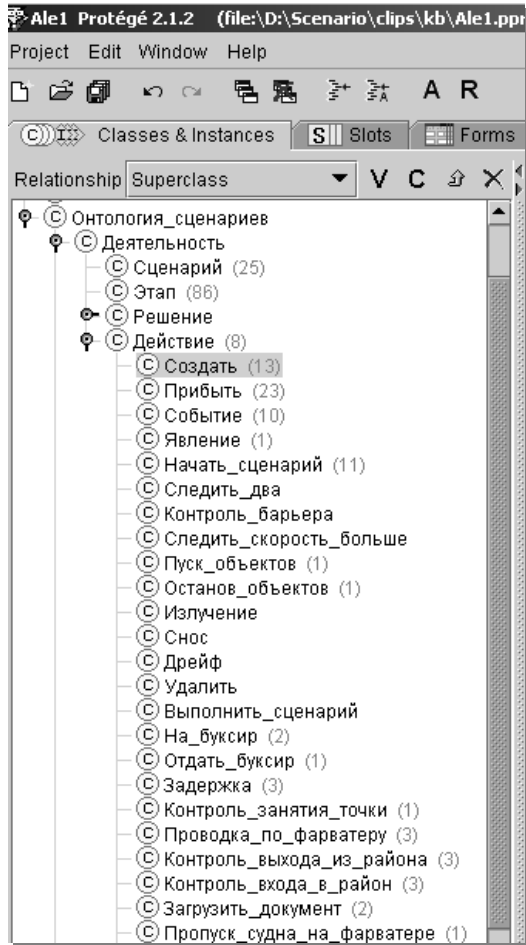 Ale1 Protégé 2.1.2 (file:\D:\Scenario\clips\kb\Ale1.ppr
Project Edit Window Help
A R
C I Classes & Instances S Slots Forms
Relationship Superclass V C
C Онтология_сценариев
C Деятельность
C Сценарий (25)
C Этап (86)
C Решение
C Действие (8)
C Создать (13)
C Прибыть (23)
C Событие (10)
C Явление (1)
C Начать_сценарий (11)
C Следить_два
C Контроль_барьера
C Следить_скорость_больше
C Пуск_объектов (1)
C Останов_объектов (1)
C Излучение
C Снос
C Дрейф
C Удалить
C Выполнить_сценарий
C На_буксир (2)
C Отдать_буксир (1)
C Задержка (3)
C Контроль_занятия_точки (1)
C Проводка_по_фарватеру (3)
C Контроль_выхода_из_района (3)
C Контроль_входа_в_район (3)
C Загрузить_документ (2)
C Пропуск_судна_на_фарватере (1)